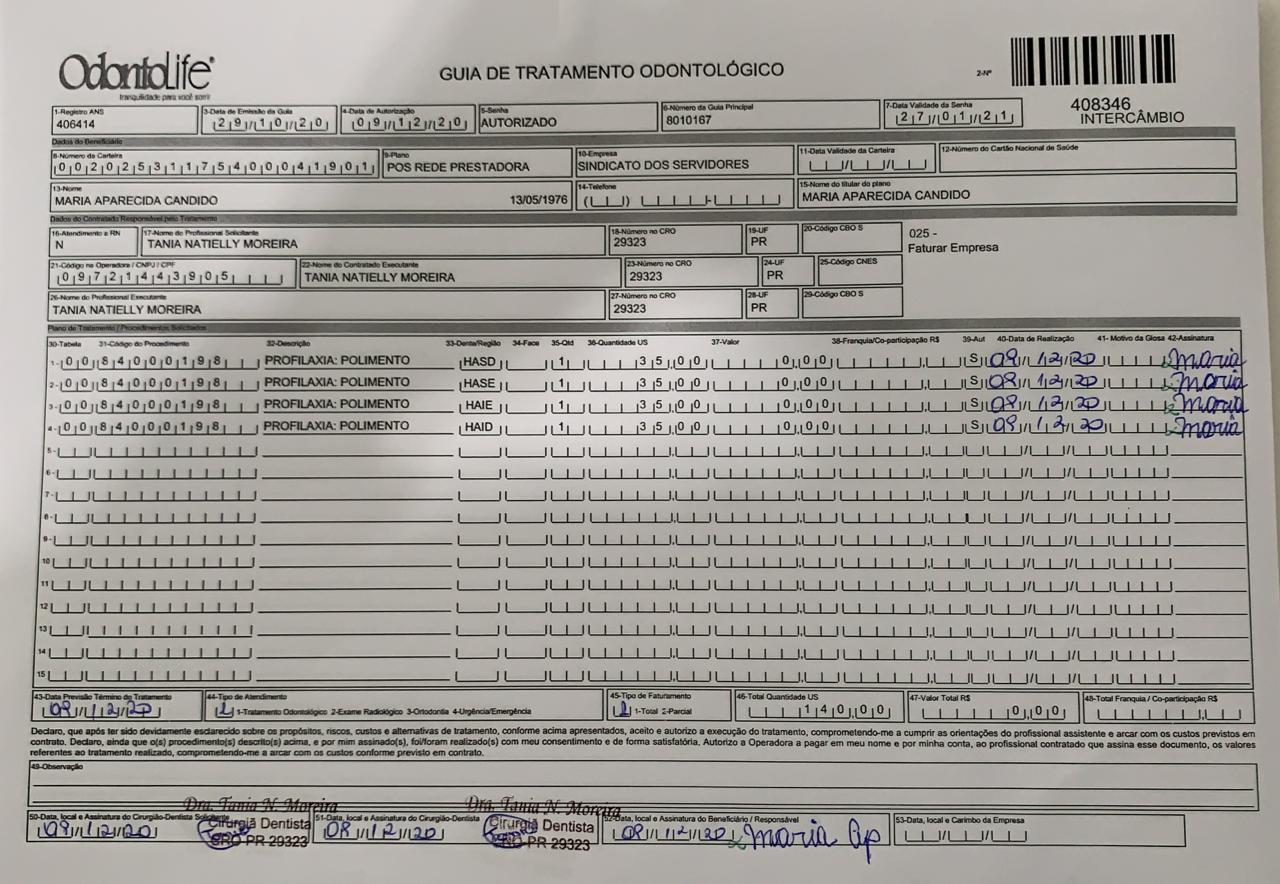 OdontoLife®
tranquilidade para você sorrir
GUIA DE TRATAMENTO ODONTOLÓGICO
2-Nº
408346
INTERCÂMBIO
1-Registro ANS
406414
3-Data de Emissão da Guia
29/10/20
4-Data de Autorização
09/12/20
5-Senha
AUTORIZADO
6-Número da Guia Principal
8010167
7-Data Validade da Senha
27/01/21
Dados do Beneficiário
8-Número da Carteira
00202531175400041901
9-Plano
POS REDE PRESTADORA
10-Empresa
SINDICATO DOS SERVIDORES
11-Data Validade da Carteira
12-Número do Cartão Nacional de Saúde
13-Nome
MARIA APARECIDA CANDIDO 13/05/1976
14-Telefone
15-Nome do titular do plano
MARIA APARECIDA CANDIDO
Dados do Contratado Responsável pelo Tratamento
16-Atendimento a RN
N
17-Nome do Profissional Solicitante
TANIA NATIELLY MOREIRA
18-Número no CRO
29323
19-UF
PR
20-Código CBO S
025 -
Faturar Empresa
21-Código na Operadora / CNPJ / CPF
09721443905
22-Nome do Contratado Executante
TANIA NATIELLY MOREIRA
23-Número no CRO
29323
24-UF
PR
25-Código CNES
26-Nome do Profissional Executante
TANIA NATIELLY MOREIRA
27-Número no CRO
29323
28-UF
PR
29-Código CBO S
Plano de Tratamento / Procedimentos Solicitados
30-Tabela 31-Código do Procedimento 32-Descrição 33-Dente/Região 34-Face 35-Qtd 36-Quantidade US 37-Valor 38-Franquia/Co-participação R$ 39-Aut 40-Data de Realização 41- Motivo da Glosa 42-Assinatura
1- 00 84000198 PROFILAXIA: POLIMENTO HASD 1 35,00 0,00 S 09/12/20 Maria
2- 00 84000198 PROFILAXIA: POLIMENTO HASE 1 35,00 0,00 S 09/12/20 Maria
3- 00 84000198 PROFILAXIA: POLIMENTO HAIE 1 35,00 0,00 S 09/12/20 Maria
4- 00 84000198 PROFILAXIA: POLIMENTO HAID 1 35,00 0,00 S 09/12/20 Maria
5-
6-
7-
8-
9-
10
11
12
13
14
15
43-Data Previsão Término do Tratamento
09/12/20
44-Tipo de Atendimento
1 1-Tratamento Odontológico 2-Exame Radiológico 3-Ortodontia 4-Urgência/Emergência
45-Tipo de Faturamento
1 1-Total 2-Parcial
46-Total Quantidade US
140,00
47-Valor Total R$
0,00
48-Total Franquia / Co-participação R$
Declaro, que após ter sido devidamente esclarecido sobre os propósitos, riscos, custos e alternativas de tratamento, conforme acima apresentados, aceito e autorizo a execução do tratamento, comprometendo-me a cumprir as orientações do profissional assistente e arcar com os custos previstos em
contrato. Declaro, ainda que o(s) procedimento(s) descrito(s) acima, e por mim assinado(s), foi/foram realizado(s) com meu consentimento e de forma satisfatória. Autorizo a Operadora a pagar em meu nome e por minha conta, ao profissional contratado que assina esse documento, os valores
referentes ao tratamento realizado, comprometendo-me a arcar com os custos conforme previsto em contrato.
49-Observação
50-Data, local e Assinatura do Cirurgião-Dentista Solicitante
09/12/20
Dra. Tania N. Moreira
Cirurgiã Dentista
CRO PR 29323
51-Data, local e Assinatura do Cirurgião-Dentista
09/12/20
Dra. Tania N. Moreira
Cirurgiã Dentista
CRO PR 29323
52-Data, local e Assinatura do Beneficiário / Responsável
09/12/20 Maria Ap
53-Data, local e Carimbo da Empresa